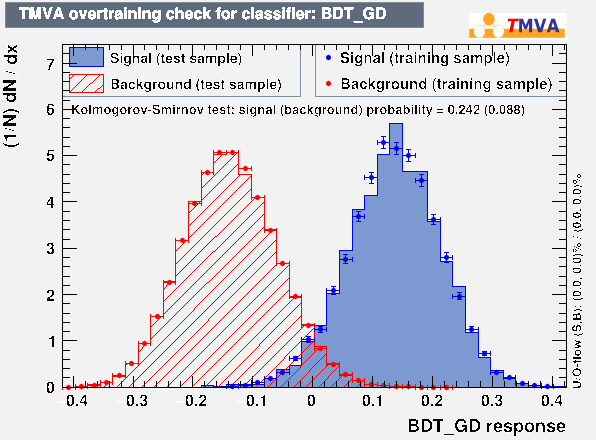 TMVA overtraining check for classifier: BDT_GD
TMVA
(1/N) dN / dx
Signal (test sample)
Background (test sample)
Signal (training sample)
Background (training sample)
Kolmogorov-Smirnov test: signal (background) probability = 0.242 (0.088)
7
6
5
4
3
2
1
0
−0.4 −0.3 −0.2 −0.1 0 0.1 0.2 0.3 0.4
BDT_GD response
U/O-flow (S,B): (0.0, 0.0)% / (0.0, 0.0)%